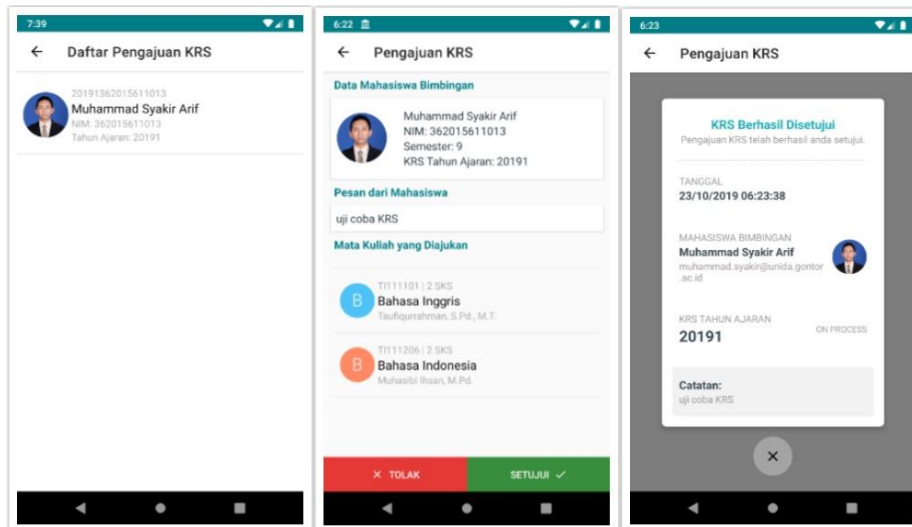 7:39
Daftar Pengajuan KRS
20191362015611013
Muhammad Syakir Arif
NIM: 362015611013
Tahun Ajaran: 20191
6:22
Pengajuan KRS
Data Mahasiswa Bimbingan
Muhammad Syakir Arif
NIM: 362015611013
Semester: 9
KRS Tahun Ajaran: 20191
Pesan dari Mahasiswa
uji coba KRS
Mata Kuliah yang Diajukan
B
TI111101 | 2 SKS
Bahasa Inggris
Taufiqurrahman, S.Pd., M.T.
B
TI111206 | 2 SKS
Bahasa Indonesia
Muhasibi Ihsan, M.Pd.
TOLAK
SETUJUI
6:23
Pengajuan KRS
KRS Berhasil Disetujui
Pengajuan KRS telah berhasil anda setujui.
TANGGAL
23/10/2019 06:23:38
MAHASISWA BIMBINGAN
Muhammad Syakir Arif
muhammad.syakir@unida.gontor
.ac.id
KRS TAHUN AJARAN
20191
ON PROCESS
Catatan:
uji coba KRS